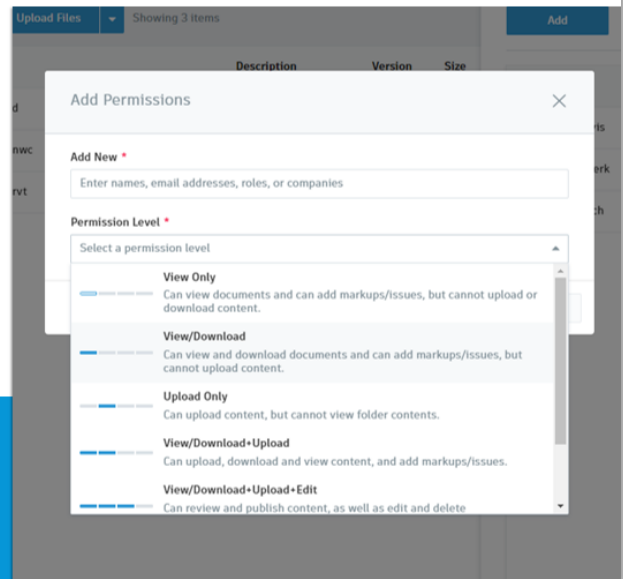 Upload Files
Showing 3 items
Add
Description Version Size
Add Permissions
d
nwc
rvt
Add New *
Enter names, email addresses, roles, or companies
Permission Level *
Select a permission level
View Only
Can view documents and can add markups/issues, but cannot upload or
download content.
View/Download
Can view and download documents and can add markups/issues, but
cannot upload content.
Upload Only
Can upload content, but cannot view folder contents.
View/Download+Upload
Can upload, download and view content, and add markups/issues.
View/Download+Upload+Edit
Can review and publish content, as well as edit and delete